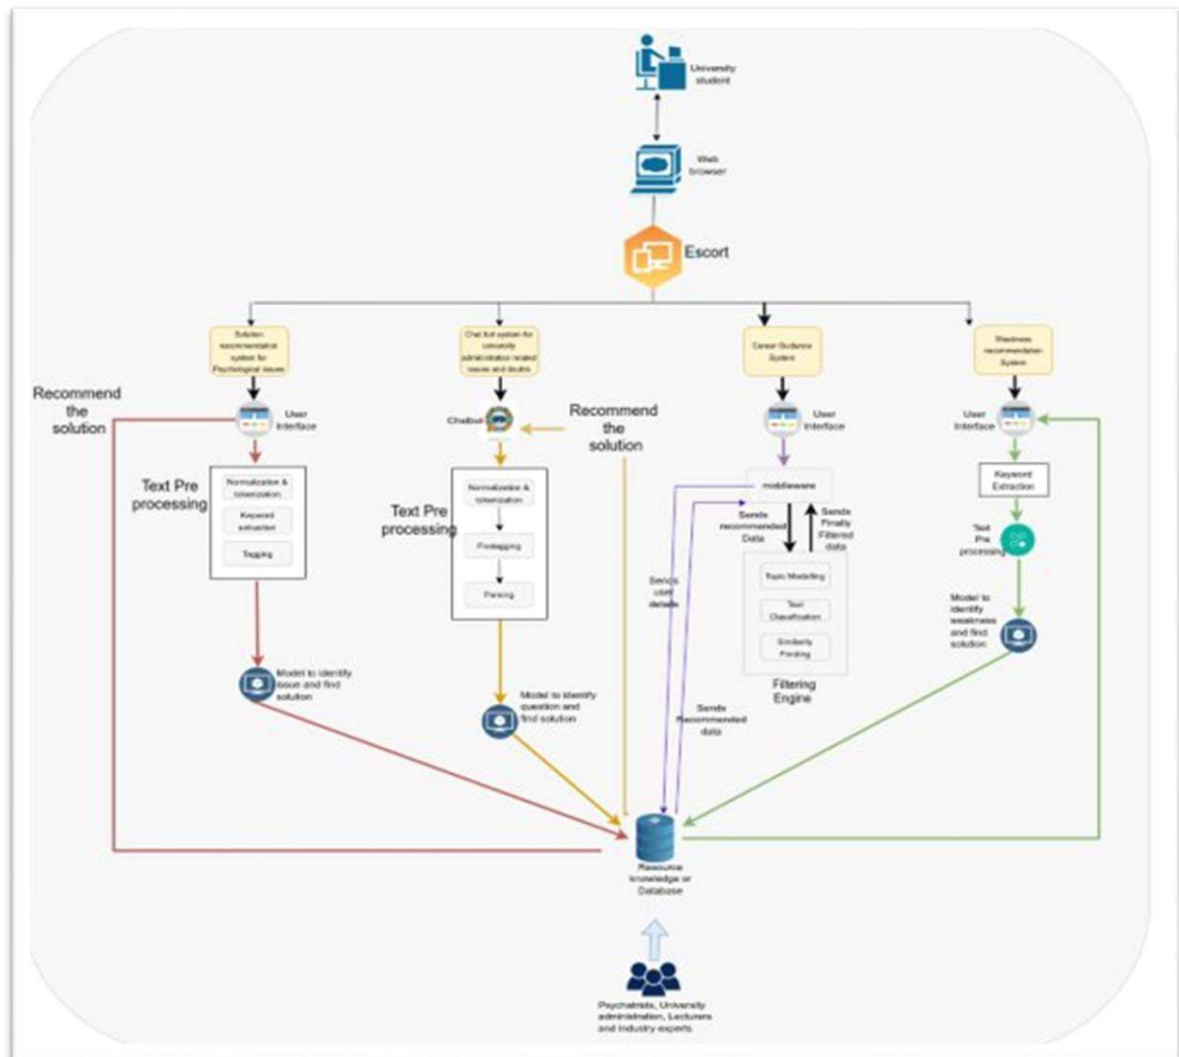 University
student
Web
browser
Escort
Solution
recommendation
system for
Psychological issues
Chat bot system for
university
administration related
issues and doubts
Career Guidance
System
Weakness
recommendation
System
Recommend
the
solution
User
Interface
Chatbot
Recommend
the
solution
User
Interface
User
Interface
Text Pre
processing
Normalization &
tokenization
Keyword
extraction
Tagging
Text Pre
processing
Normalization &
tokenization
Postagging
Parsing
middleware
Sends
recommended
Data
Sends
Finally
Filtered
data
Keyword
Extraction
Text
Pre
processing
Sends
user
details
Topic Modelling
Text
Classification
Similarity
Finding
Filtering
Engine
Model to
identify
weakness
and find
solution
Model to identify
issue and find
solution
Model to identify
question and
find solution
Sends
Recommended
data
Resource
knowledge or
Database
Psychatrists, University
administration, Lecturers
and industry experts